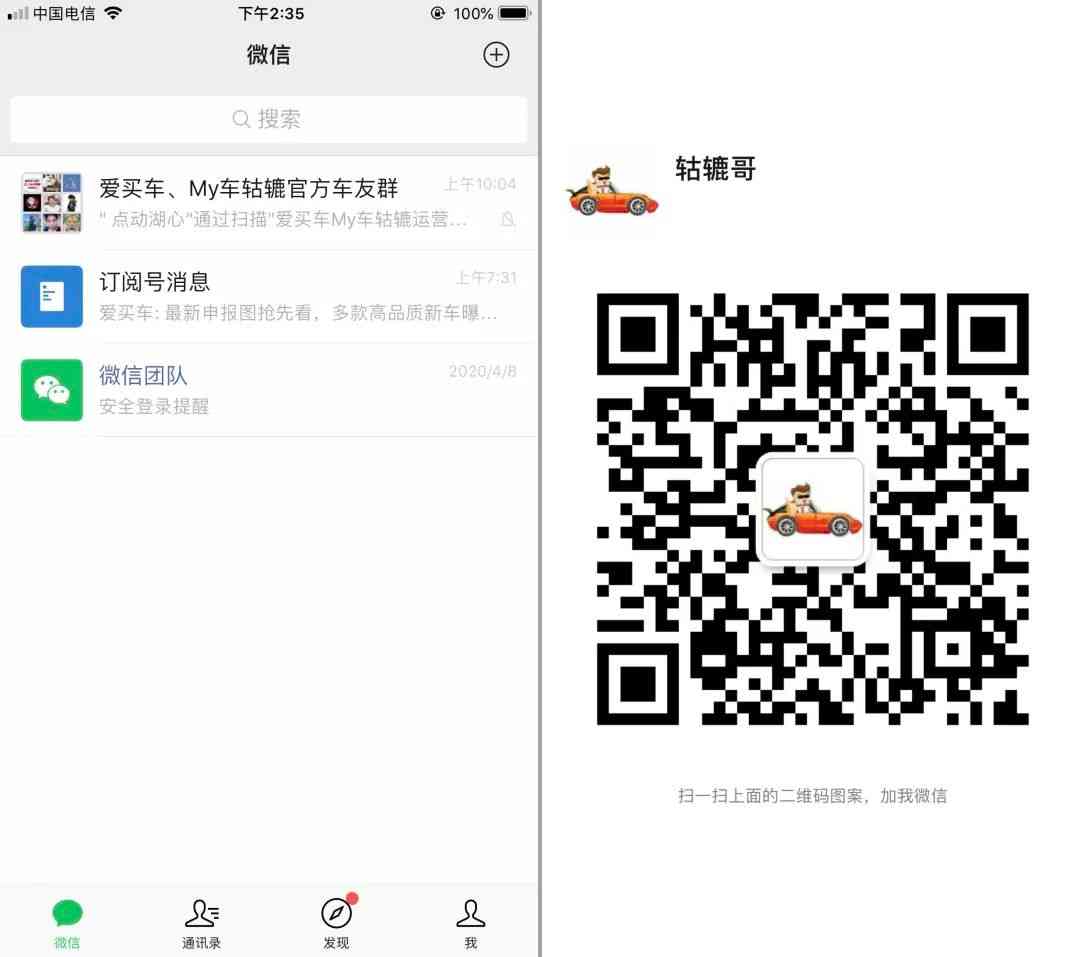 中国电信
下午2:35
100%
微信
搜索
爱买车、My车轱辘官方车友群
上午10:04
" 点动湖心"通过扫描"爱买车My车轱辘运营...
订阅号消息
上午7:31
爱买车: 最新申报图抢先看，多款高品质新车曝...
微信团队
2020/4/8
安全登录提醒
微信
通讯录
发现
我
轱辘哥
扫一扫上面的二维码图案，加我微信